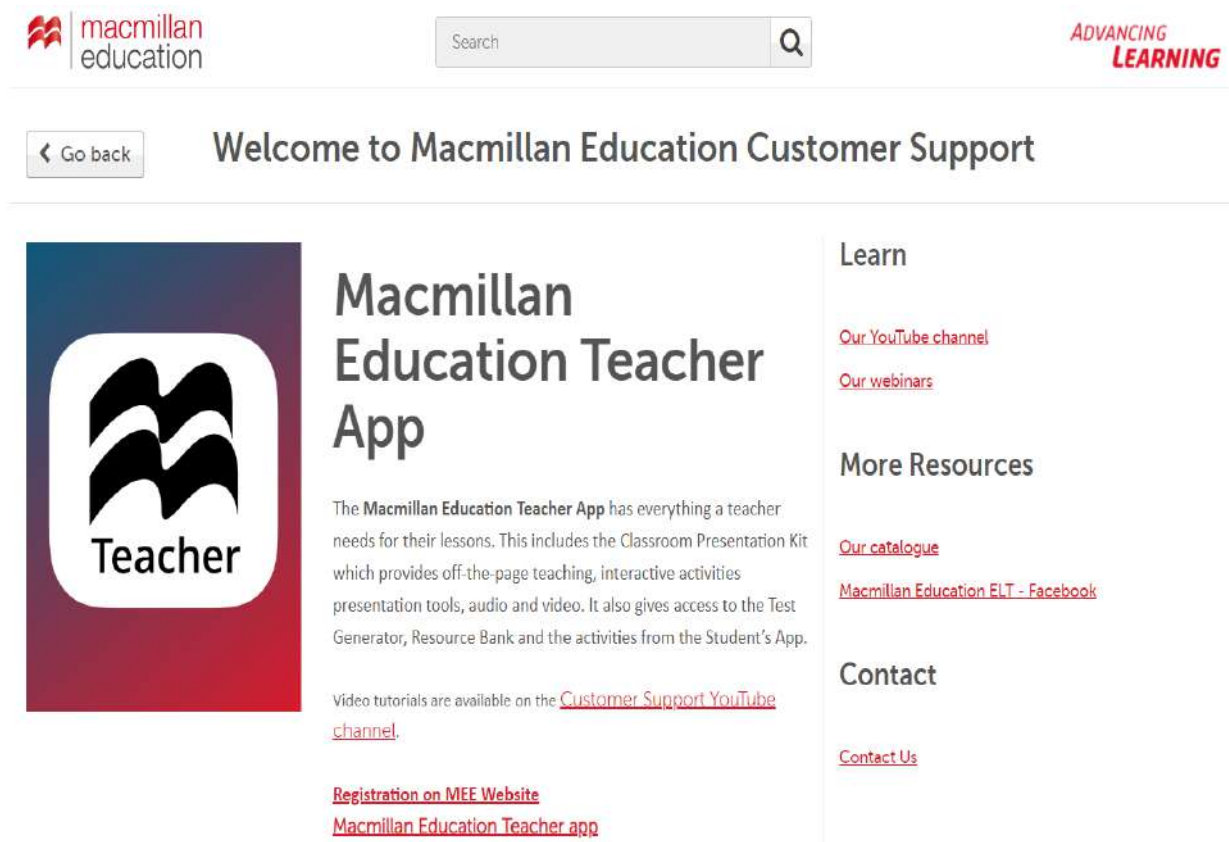 macmillan
education
Search
ADVANCING
LEARNING
Go back
Welcome to Macmillan Education Customer Support
Teacher
Macmillan
Education Teacher
App
The Macmillan Education Teacher App has everything a teacher
needs for their lessons. This includes the Classroom Presentation Kit
which provides off-the-page teaching, interactive activities
presentation tools, audio and video. It also gives access to the Test
Generator, Resource Bank and the activities from the Student's App.
Video tutorials are available on the Customer Support YouTube
channel.
Registration on MEE Website
Macmillan Education Teacher app
Learn
Our YouTube channel
Our webinars
More Resources
Our catalogue
Macmillan Education ELT - Facebook
Contact
Contact Us